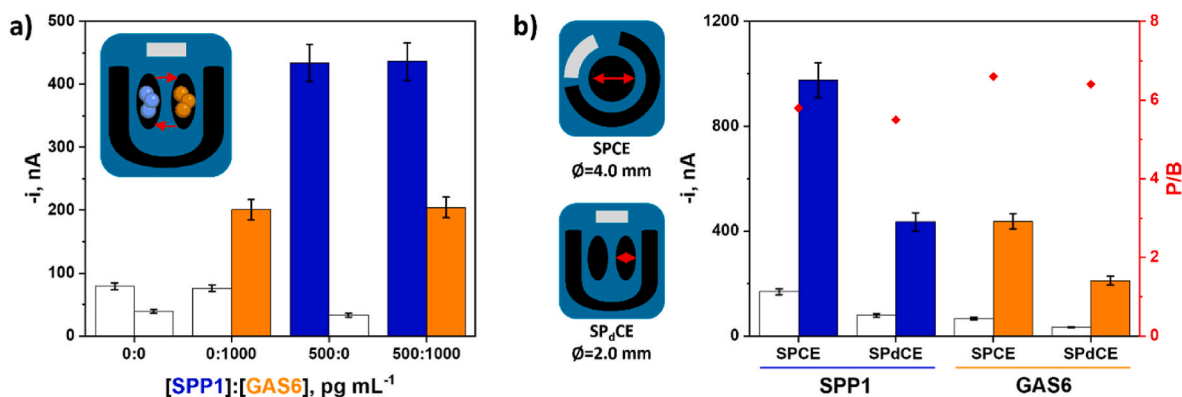 a)
-i, nA
500
400
300
200
100
0
0:0
0:1000
500:0
500:1000
[SPP1]:[GAS6], pg mL⁻¹
b)
SPCE
Ø=4.0 mm
SPdCE
Ø=2.0 mm
-i, nA
1200
800
400
0
8
6
4
2
0
P/B
SPCE
SPdCE
SPCE
SPdCE
SPP1
GAS6